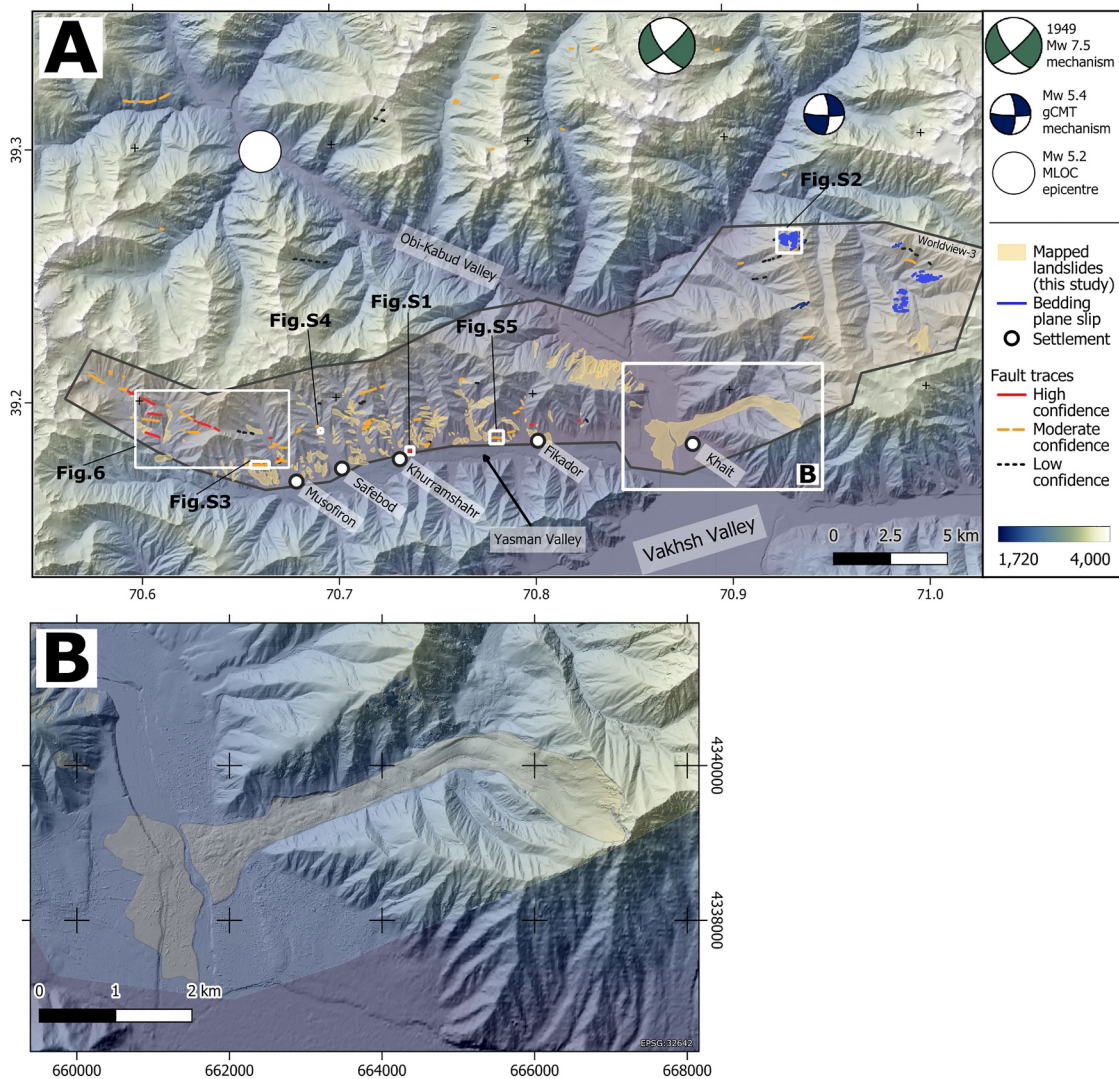 A
1949
Mw 7.5
mechanism
Mw 5.4
gCMT
mechanism
Mw 5.2
MLOC
epicentre
Mapped
landslides
(this study)
Bedding
plane slip
Settlement
Fault traces
High
confidence
Moderate
confidence
Low
confidence
1,720
4,000
Fig.S2
Worldview-3
Obi-Kabud Valley
Fig.S1
Fig.S4
Fig.S5
Fig.6
Fig.S3
Musofiron
Safebod
Khurramshahr
Fikador
Khait
B
Yasman Valley
Vakhsh Valley
0 2.5 5 km
70.6 70.7 70.8 70.9 71.0
B
4340000
4338000
0 1 2 km
EPSG:32642
660000 662000 664000 666000 668000